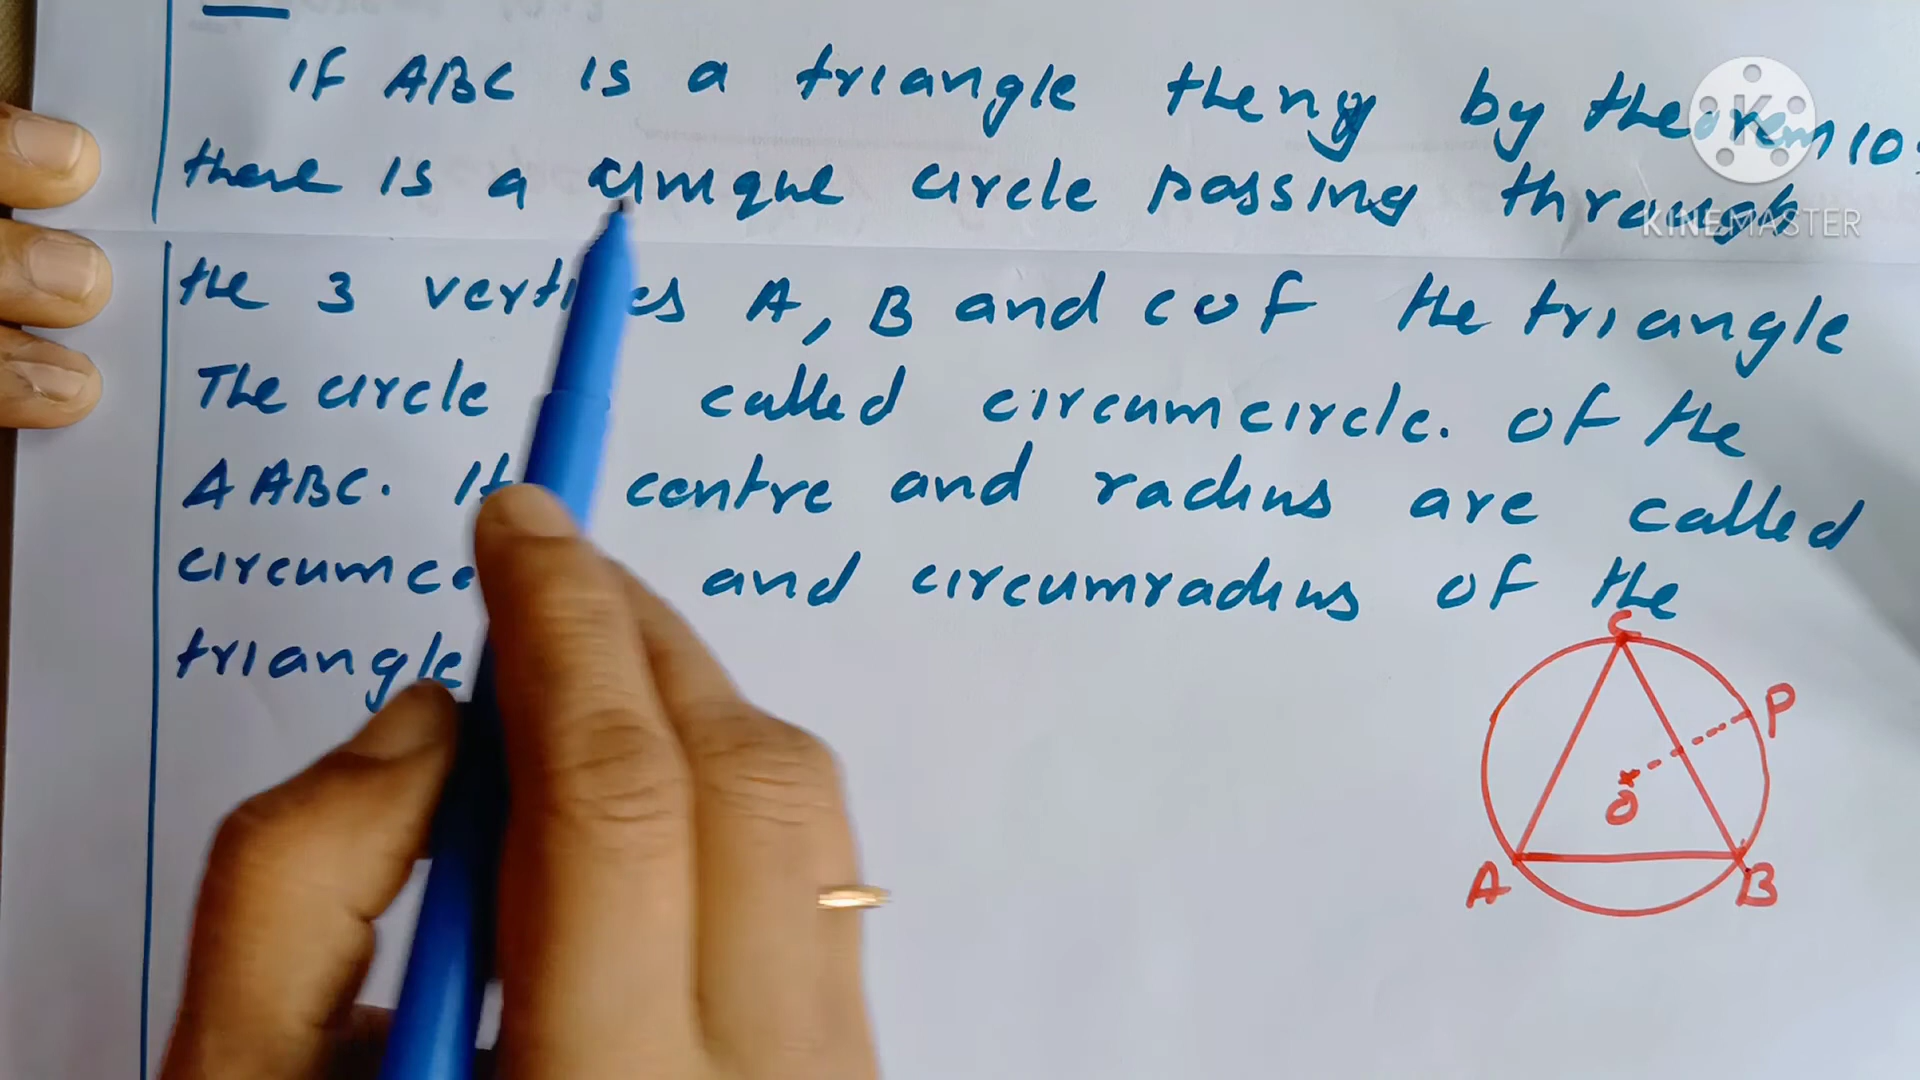 If ABC is a triangle then by theorem 10.
there is a unique circle passing through
the 3 vertices A, B and C of the triangle
The circle called circumcircle. of the
Δ ABC. centre and radius are called
and circumradius of the
triangle
C
P
O
A
B
K
KINEMASTER